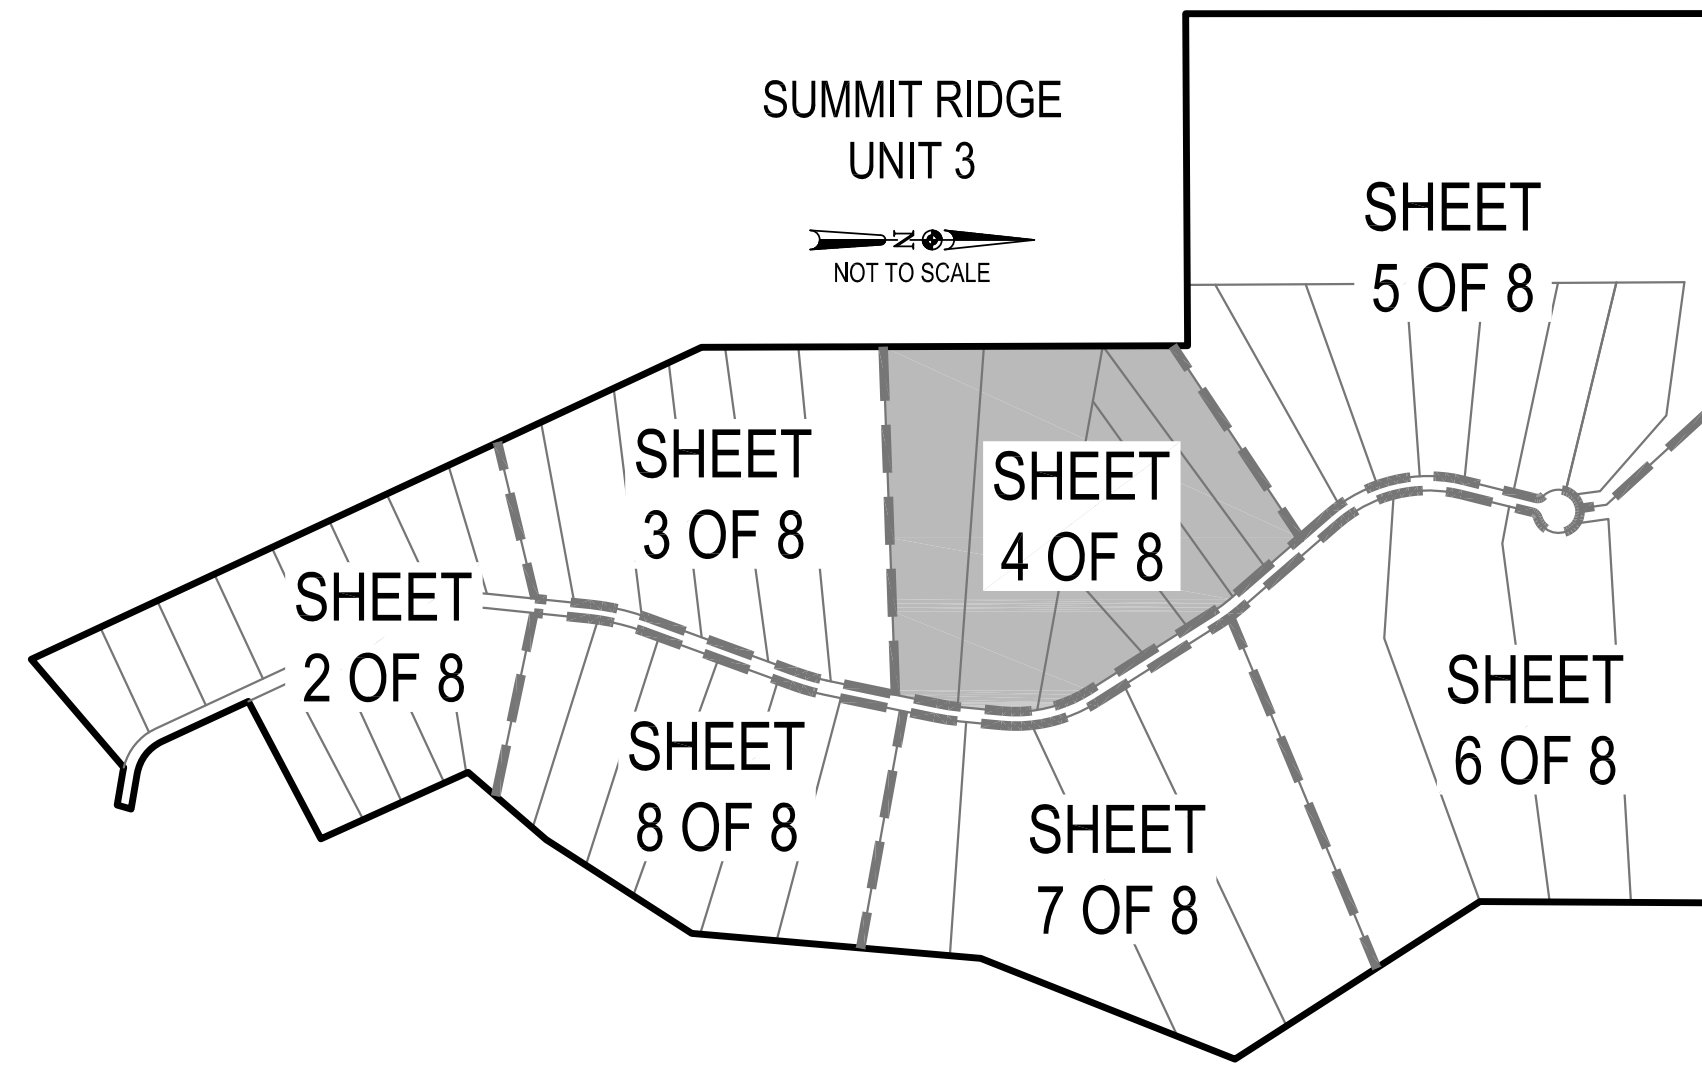 SUMMIT RIDGE
UNIT 3
N
NOT TO SCALE
SHEET
5 OF 8
SHEET
3 OF 8
SHEET
4 OF 8
SHEET
2 OF 8
SHEET
6 OF 8
SHEET
8 OF 8
SHEET
7 OF 8